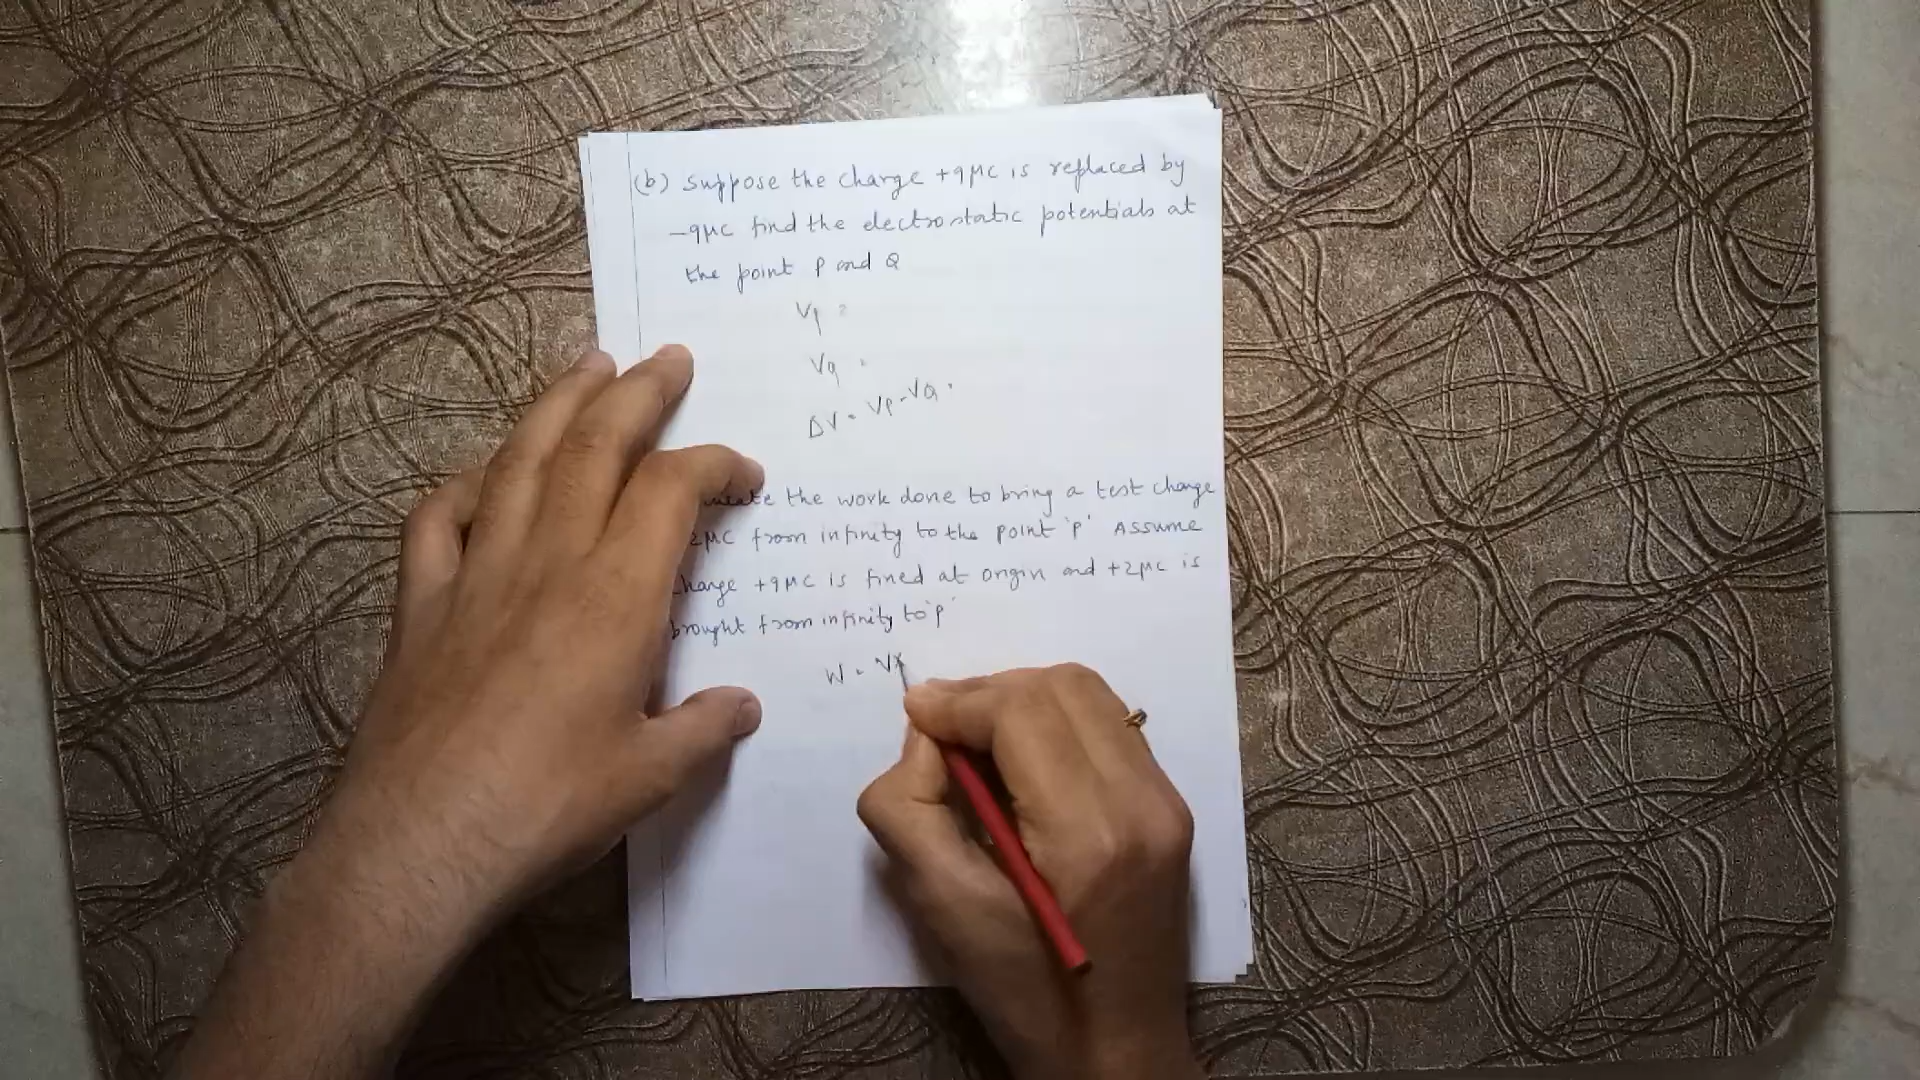 (b) suppose the charge +9μC is replaced by
-9μC find the electrostatic potentials at
the point P and Q
Vp =
VQ =
ΔV = VP - VQ.
the work done to bring a test charge
2μC from infinity to the point 'P' Assume
charge +9μC is fined at origin and +2μC is
brought from infinity to 'P'
W = VX